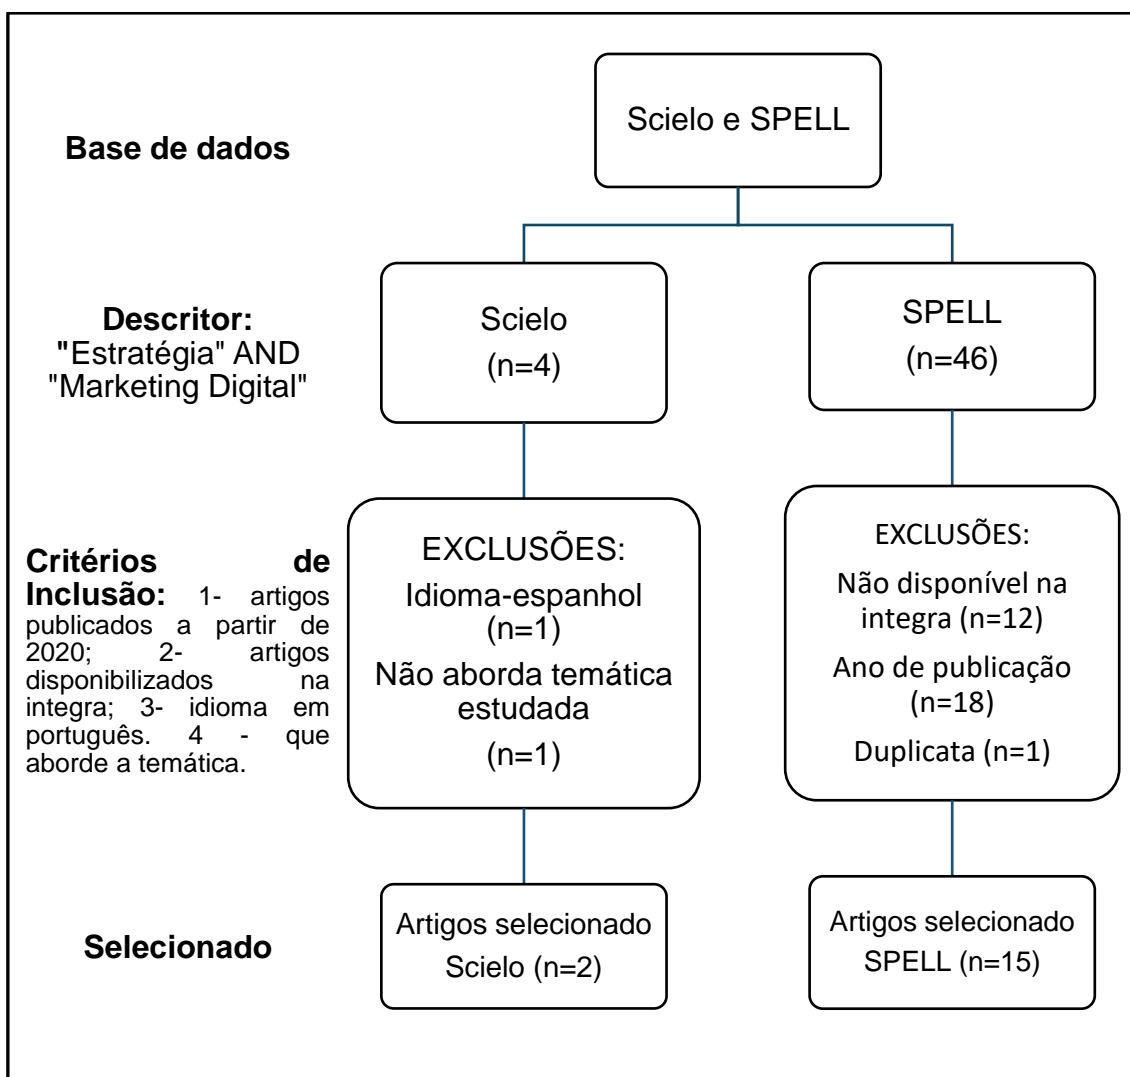 Base de dados
Scielo e SPELL
Descritor:
"Estratégia" AND
"Marketing Digital"
Scielo
(n=4)
SPELL
(n=46)
Critérios de
Inclusão: 1- artigos
publicados a partir de
2020; 2- artigos
disponibilizados na
integra; 3- idioma em
português. 4 - que
aborde a temática.
EXCLUSÕES:
Idioma-espanhol
(n=1)
Não aborda temática
estudada
(n=1)
EXCLUSÕES:
Não disponível na
integra (n=12)
Ano de publicação
(n=18)
Duplicata (n=1)
Selecionado
Artigos selecionado
Scielo (n=2)
Artigos selecionado
SPELL (n=15)